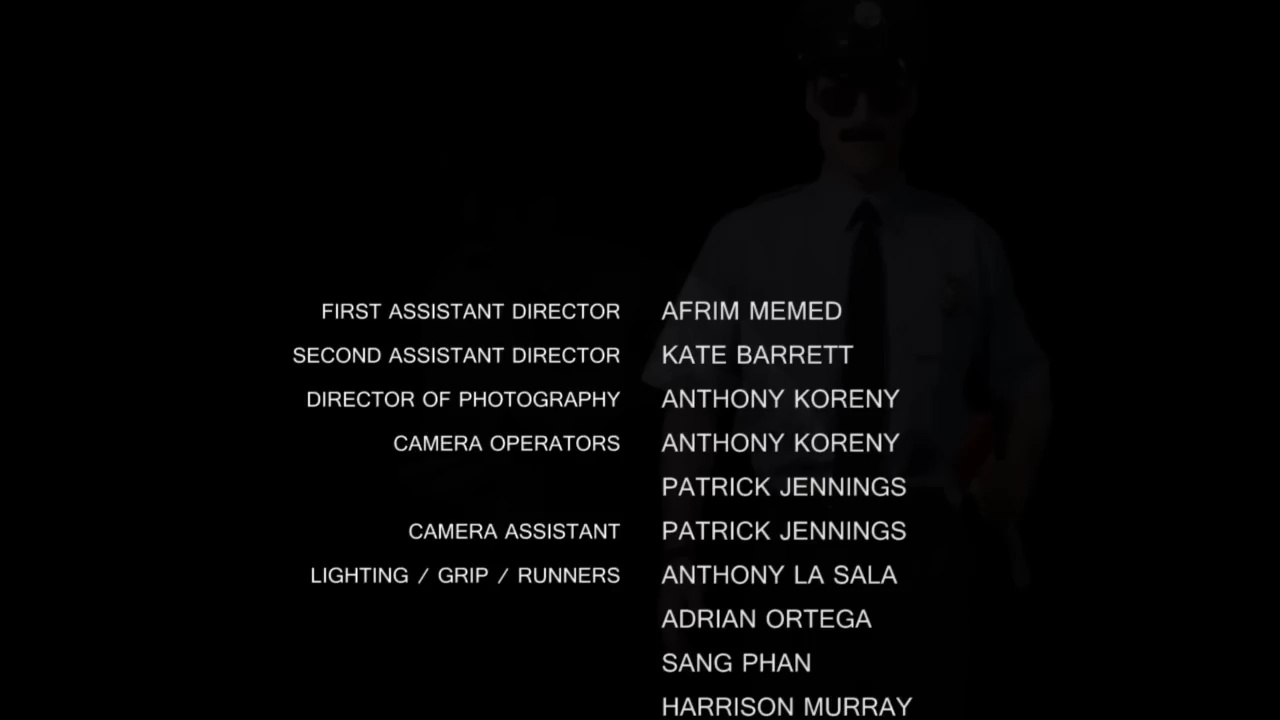 FIRST ASSISTANT DIRECTOR AFRIM MEMED
SECOND ASSISTANT DIRECTOR KATE BARRETT
DIRECTOR OF PHOTOGRAPHY ANTHONY KORENY
CAMERA OPERATORS ANTHONY KORENY
PATRICK JENNINGS
CAMERA ASSISTANT PATRICK JENNINGS
LIGHTING / GRIP / RUNNERS ANTHONY LA SALA
ADRIAN ORTEGA
SANG PHAN
HARRISON MURRAY